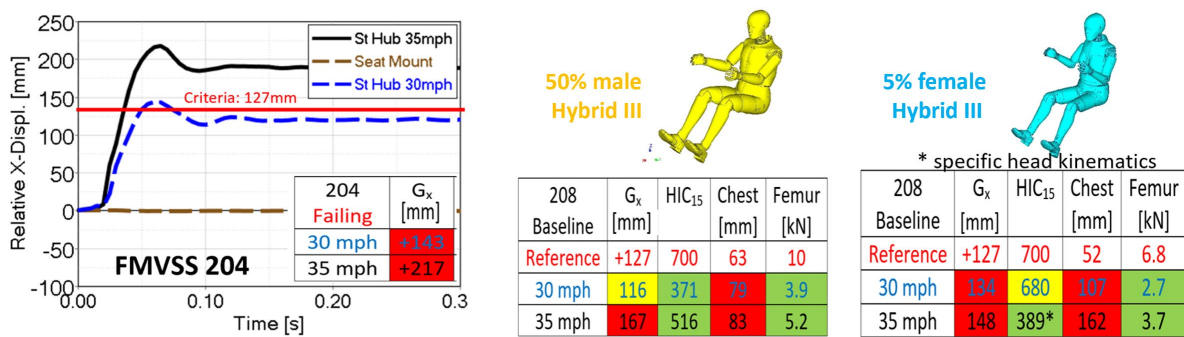 250
200
150
100
50
0
-50
-100
Relative X-Displ. [mm]
St Hub 35mph
Seat Mount
St Hub 30mph
Criteria: 127mm
204 Gx
Failing [mm]
30 mph +143
35 mph +217
FMVSS 204
0.00 0.10 0.20 0.3
Time [s]
50% male
Hybrid III
208 Gx HIC15 Chest Femur
Baseline [mm] [mm] [kN]
Reference +127 700 63 10
30 mph 116 371 79 3.9
35 mph 167 516 83 5.2
5% female
Hybrid III
* specific head kinematics
208 Gx HIC15 Chest Femur
Baseline [mm] [mm] [kN]
Reference +127 700 52 6.8
30 mph 134 680 107 2.7
35 mph 148 389* 162 3.7